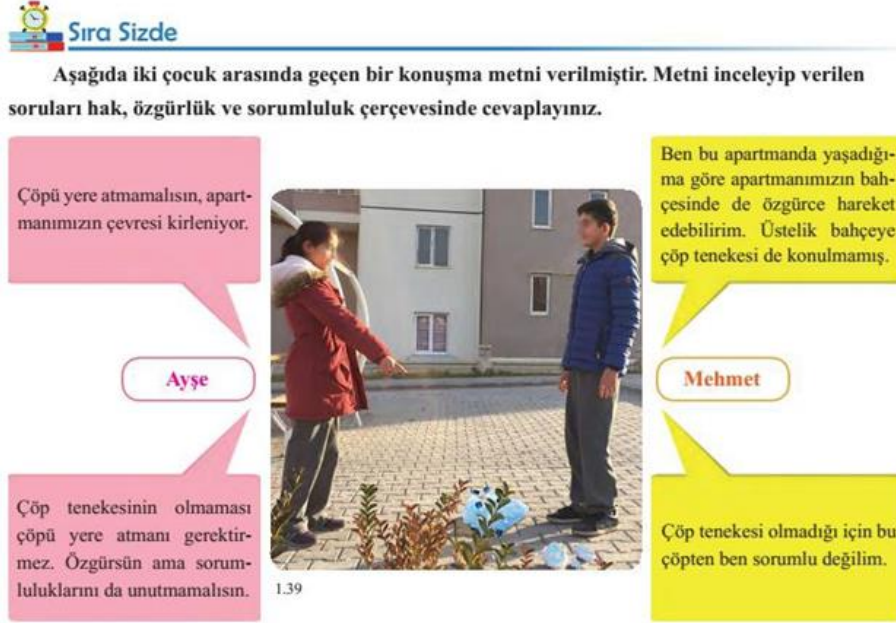 Sıra Sizde
Aşağıda iki çocuk arasında geçen bir konuşma metni verilmiştir. Metni inceleyip verilen
soruları hak, özgürlük ve sorumluluk çerçevesinde cevaplayınız.
Çöpü yere atmamalısın, apart-
manımızın çevresi kirleniyor.
Ben bu apartmanda yaşadığı-
ma göre apartmanımızın bah-
çesinde de özgürce hareket
edebilirim. Üstelik bahçeye
çöp tenekesi de konulmamış.
Ayşe
Mehmet
Çöp tenekesinin olmaması
çöpü yere atmanı gerektir-
mez. Özgürsün ama sorum-
luluklarını da unutmamalısın.
Çöp tenekesi olmadığı için bu
çöpten ben sorumlu değilim.
1.39